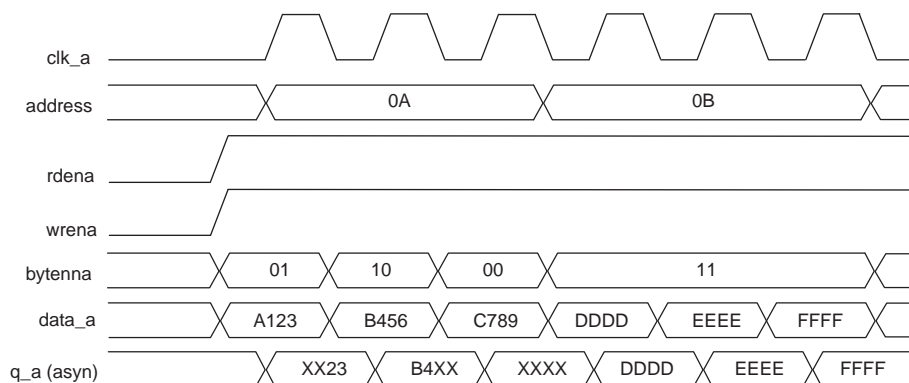 clk_a
address 0A 0B
rdena
wrena
bytenna 01 10 00 11
data_a A123 B456 C789 DDDD EEEE FFFF
q_a (asyn) XX23 B4XX XXXX DDDD EEEE FFFF